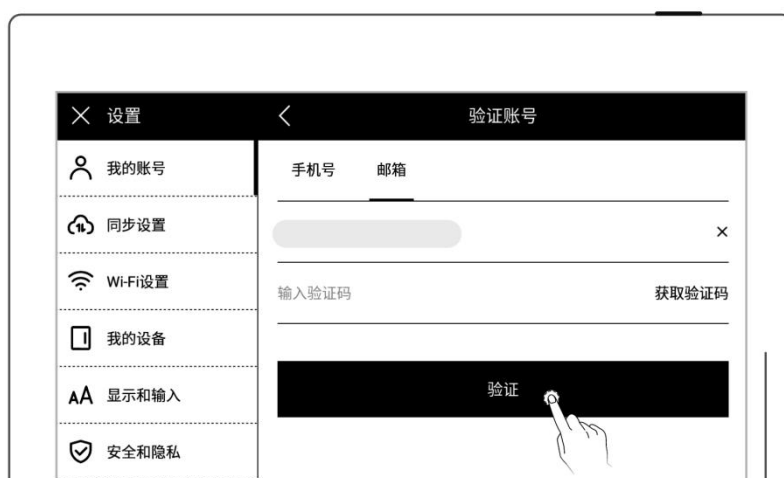 设置
验证账号
我的账号
手机号 邮箱
同步设置
Wi-Fi设置
输入验证码 获取验证码
我的设备
AA 显示和输入
验证
安全和隐私